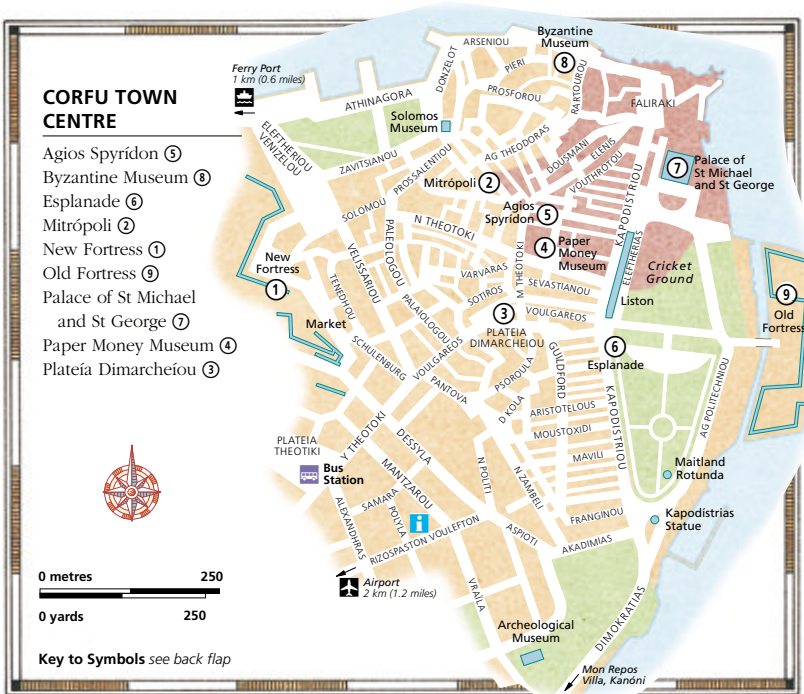 CORFU TOWN
CENTRE
Agios Spyrídon ⑤
Byzantine Museum ⑧
Esplanade ⑥
Mitrópoli ②
New Fortress ①
Old Fortress ⑨
Palace of St Michael
and St George ⑦
Paper Money Museum ④
Plateía Dimarcheíou ③
0 metres 250
0 yards 250
Key to Symbols see back flap
Ferry Port
1 km (0.6 miles)
Byzantine
Museum
⑧
ARSENIOU
DONZELOT
PIERI
PROSFOROU
RARTOUROU
FALIRAKI
ATHINAGORA
Solomos
Museum
ELEFTHERIOU
VENIZELOU
ZAVITSIANOU
AG THEODORAS
DOUSMANI
ELENIS
VOUTHROTOU
⑦
Palace of
St Michael
and St George
PROSSALENTIOU
SOLOMOU
Mitrópoli ②
Agios
Spyrídon ⑤
KAPODISTRIOU
N THEOTOKI
PALEOLOGOU
VELISSARIOU
④ Paper
Money
Museum
ELEFTHERIAS
Cricket
Ground
New
Fortress
①
TENEDHOU
VARVARAS
M THEOTOKI
SEVASTIANOU
Liston
SOTIROS
VOULGAREOS
⑨
Old
Fortress
Market
PALAIOLOGOU
③
PLATEIA
DIMARCHEIOU
⑥
Esplanade
SCHULENBURG
VOULGAREOS
GUILDFORD
PSOROULA
PANTOVA
D KOLA
ARISTOTELOUS
KAPODISTRIOU
AG POLITECHNIOU
MOUSTOXIDI
MAVILI
PLATEIA
THEOTIKI
Y THEOTOKI
DESSYLA
Bus
Station
MANTZAROU
N POLITI
N ZAMBELI
Maitland
Rotunda
SAMARA
POLYLA
ALEXANDHRAS
i
FRANGINOU
Kapodístrias
Statue
RIZOSPASTON VOULEFTON
ASPIOTI
AKADIMIAS
Airport
2 km (1.2 miles)
VRAÏLA
DIMOKRATIAS
Archeological
Museum
Mon Repos
Villa, Kanóni